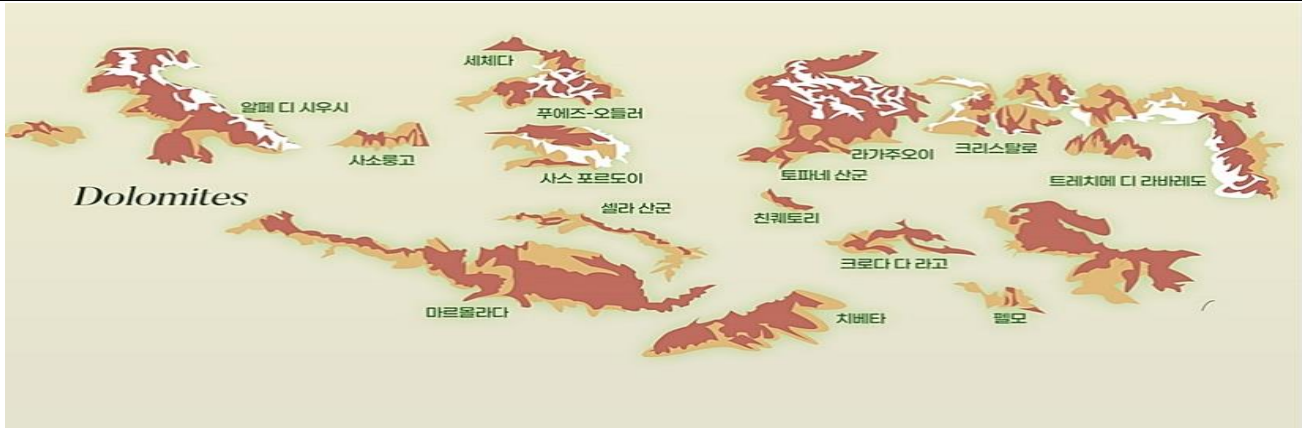 세체다
알페 디 시우시
푸에즈-오들러
사소룽고
사스 포르도이
라가주오이
크리스탈로
토파네 산군
트레치메 디 라바레도
Dolomites
셀라 산군
친퀘토리
크로다 다 라고
마르몰라다
치베타
펠모